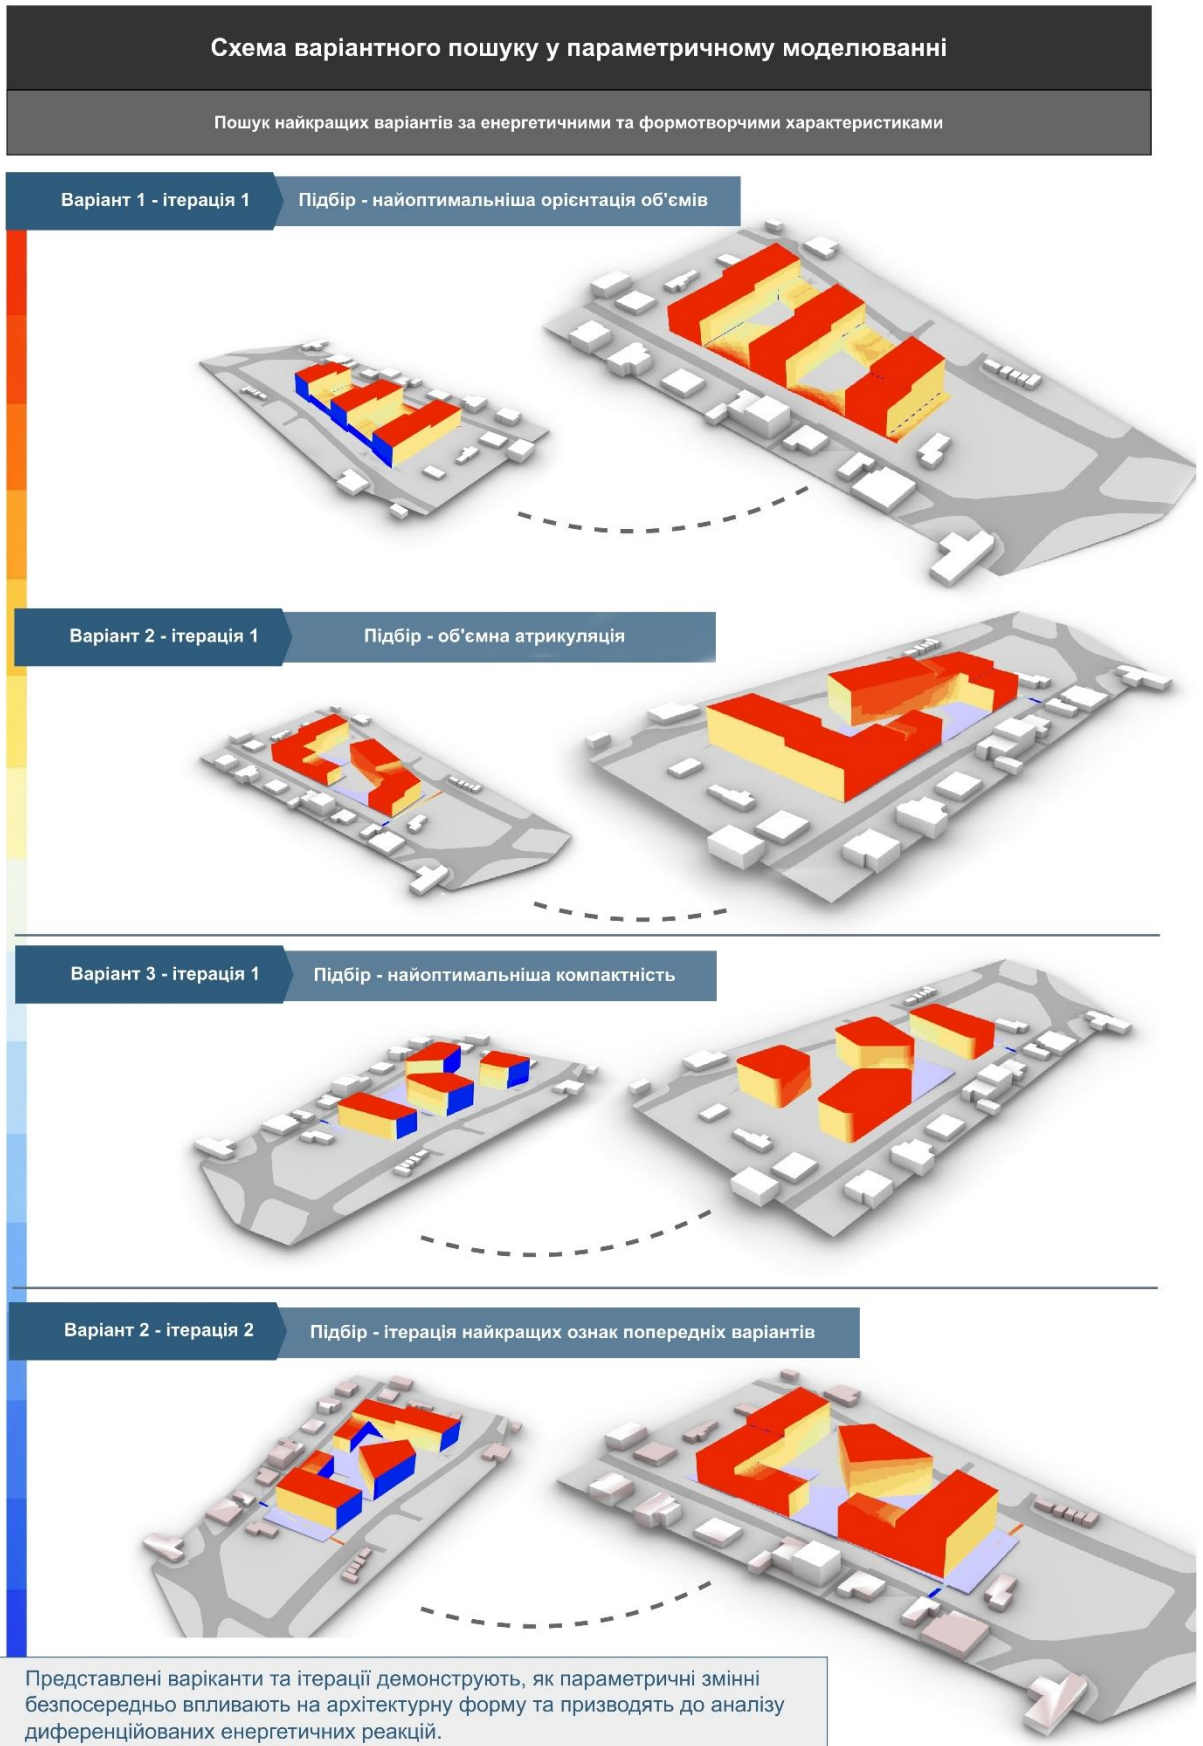 Схема варіантного пошуку у параметричному моделюванні
Пошук найкращих варіантів за енергетичними та формотворчими характеристиками
Варіант 1 - ітерація 1
Підбір - найоптимальніша орієнтація об'ємів
Варіант 2 - ітерація 1
Підбір - об'ємна атрикуляція
Варіант 3 - ітерація 1
Підбір - найоптимальніша компактність
Варіант 2 - ітерація 2
Підбір - ітерація найкращих ознак попередніх варіантів
Представлені варіканти та ітерації демонструють, як параметричні змінні
безпосередньо впливають на архітектурну форму та призводять до аналізу
диференційованих енергетичних реакцій.